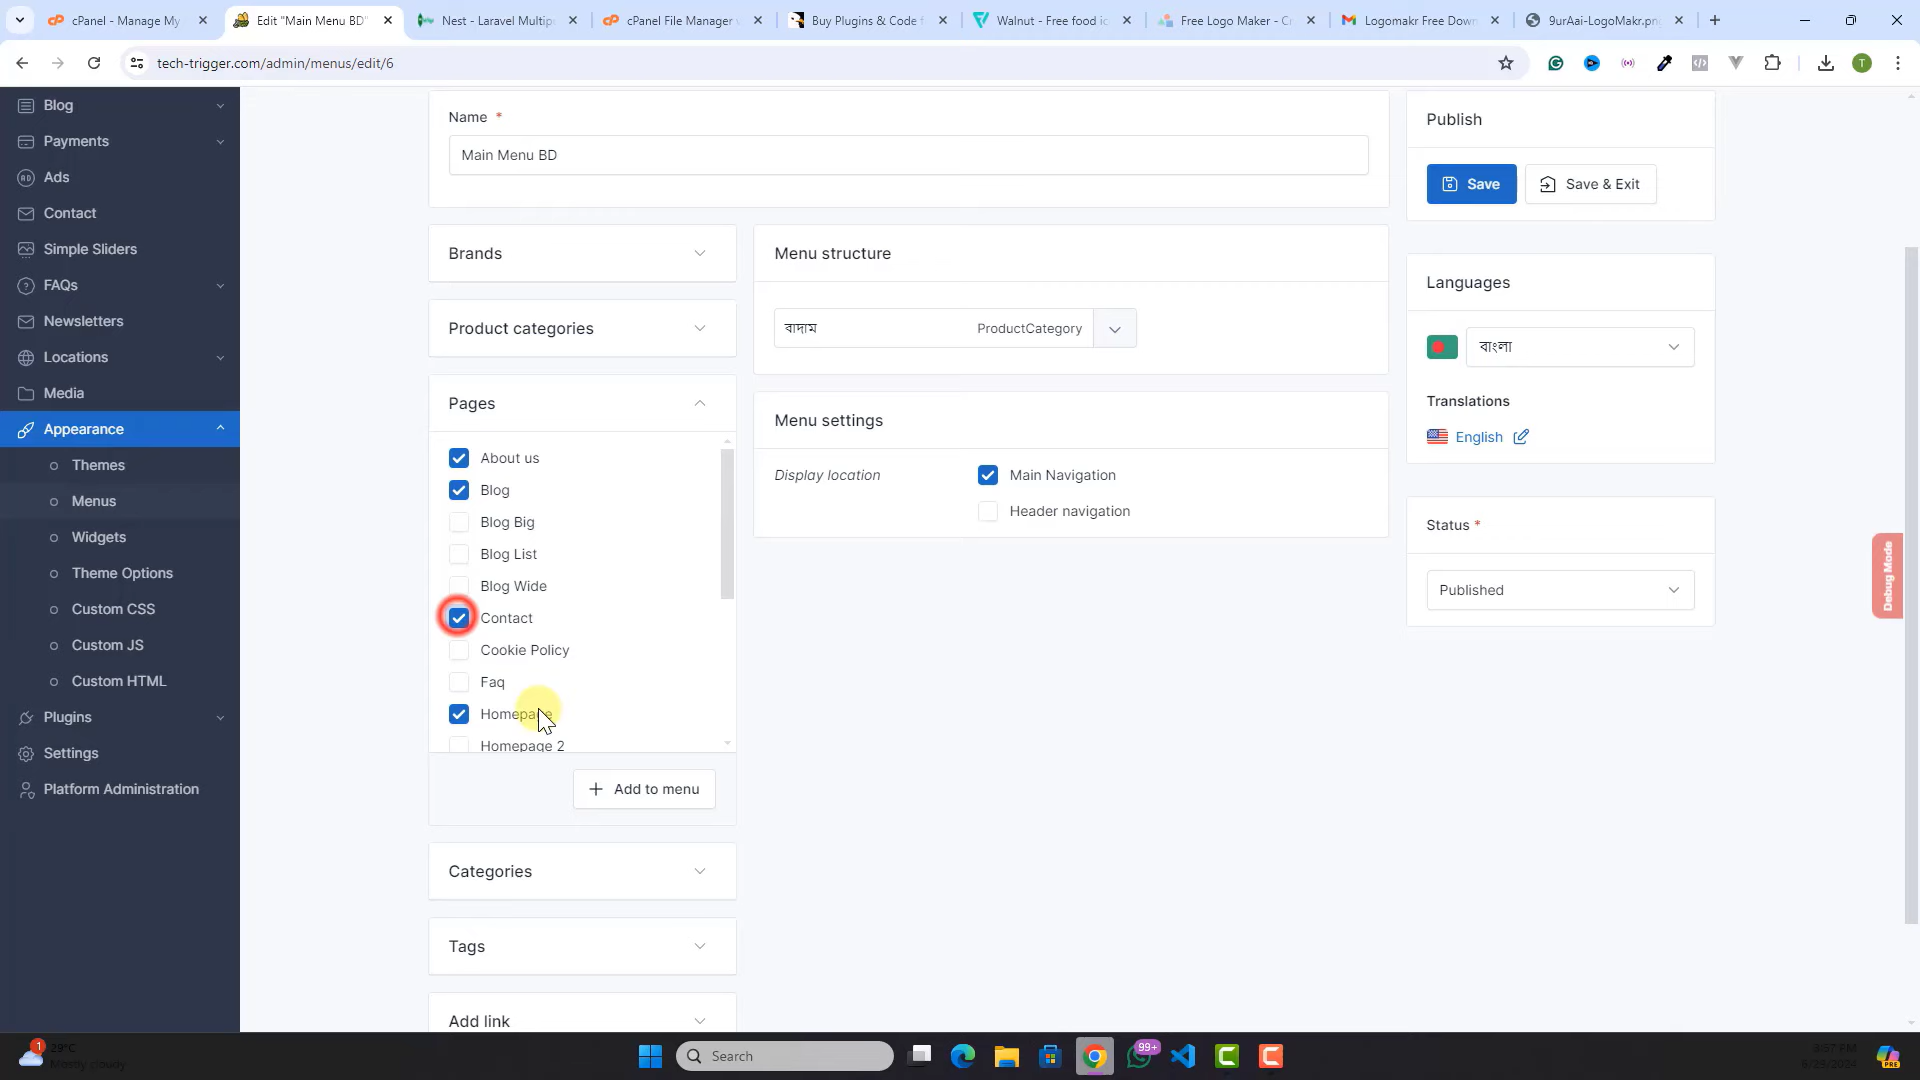 cPanel - Manage My
Edit "Main Menu BD"
Nest - Laravel Multip
cPanel File Manager
Buy Plugins & Code f
Walnut - Free food ic
Free Logo Maker - Cr
Logomakr Free Down
9urAai-LogoMakr.pn
tech-trigger.com/admin/menus/edit/6
T
Blog
Payments
Ads
Contact
Simple Sliders
FAQs
Newsletters
Locations
Media
Appearance
Themes
Menus
Widgets
Theme Options
Custom CSS
Custom JS
Custom HTML
Plugins
Settings
Platform Administration
Name *
Main Menu BD
Brands
Product categories
Pages
About us
Blog
Blog Big
Blog List
Blog Wide
Contact
Cookie Policy
Faq
Homepage
Homepage 2
Add to menu
Categories
Tags
Add link
Menu structure
বাদাম ProductCategory
Menu settings
Display location
Main Navigation
Header navigation
Publish
Save
Save & Exit
Languages
বাংলা
Translations
English
Status *
Published
Debug Mode
1
29°C
Mostly cloudy
Search
99+
PRE